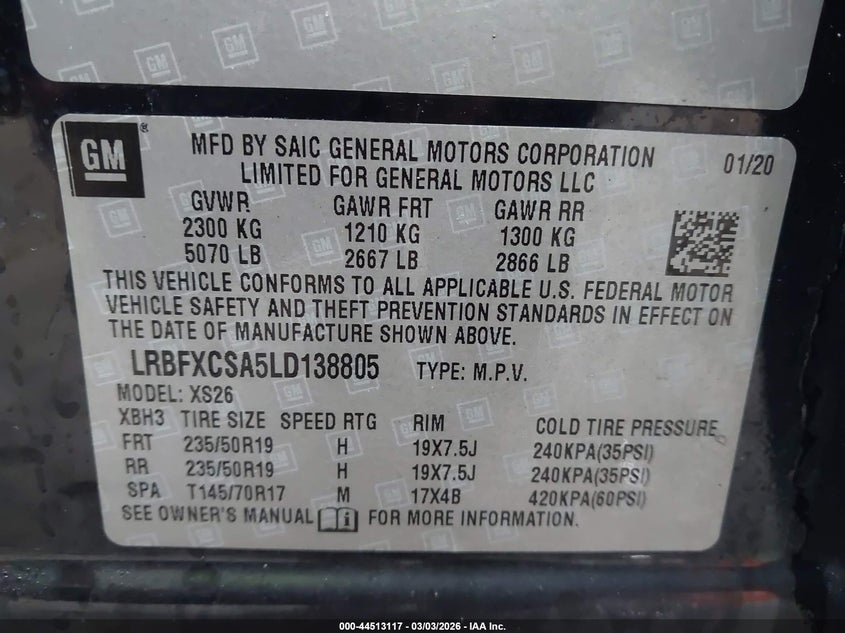 GM
MFD BY SAIC GENERAL MOTORS CORPORATION
LIMITED FOR GENERAL MOTORS LLC
01/20
GVWR GAWR FRT GAWR RR
2300 KG 1210 KG 1300 KG
5070 LB 2667 LB 2866 LB
THIS VEHICLE CONFORMS TO ALL APPLICABLE U.S. FEDERAL MOTOR
VEHICLE SAFETY AND THEFT PREVENTION STANDARDS IN EFFECT ON
THE DATE OF MANUFACTURE SHOWN ABOVE.
LRBFXCSA5LD138805 TYPE: M.P.V.
MODEL: XS26
XBH3 TIRE SIZE SPEED RTG RIM COLD TIRE PRESSURE
FRT 235/50R19 H 19X7.5J 240KPA(35PSI)
RR 235/50R19 H 19X7.5J 240KPA(35PSI)
SPA T145/70R17 M 17X4B 420KPA(60PSI)
SEE OWNER'S MANUAL FOR MORE INFORMATION.
000-44513117 - 03/03/2026 - IAA Inc.